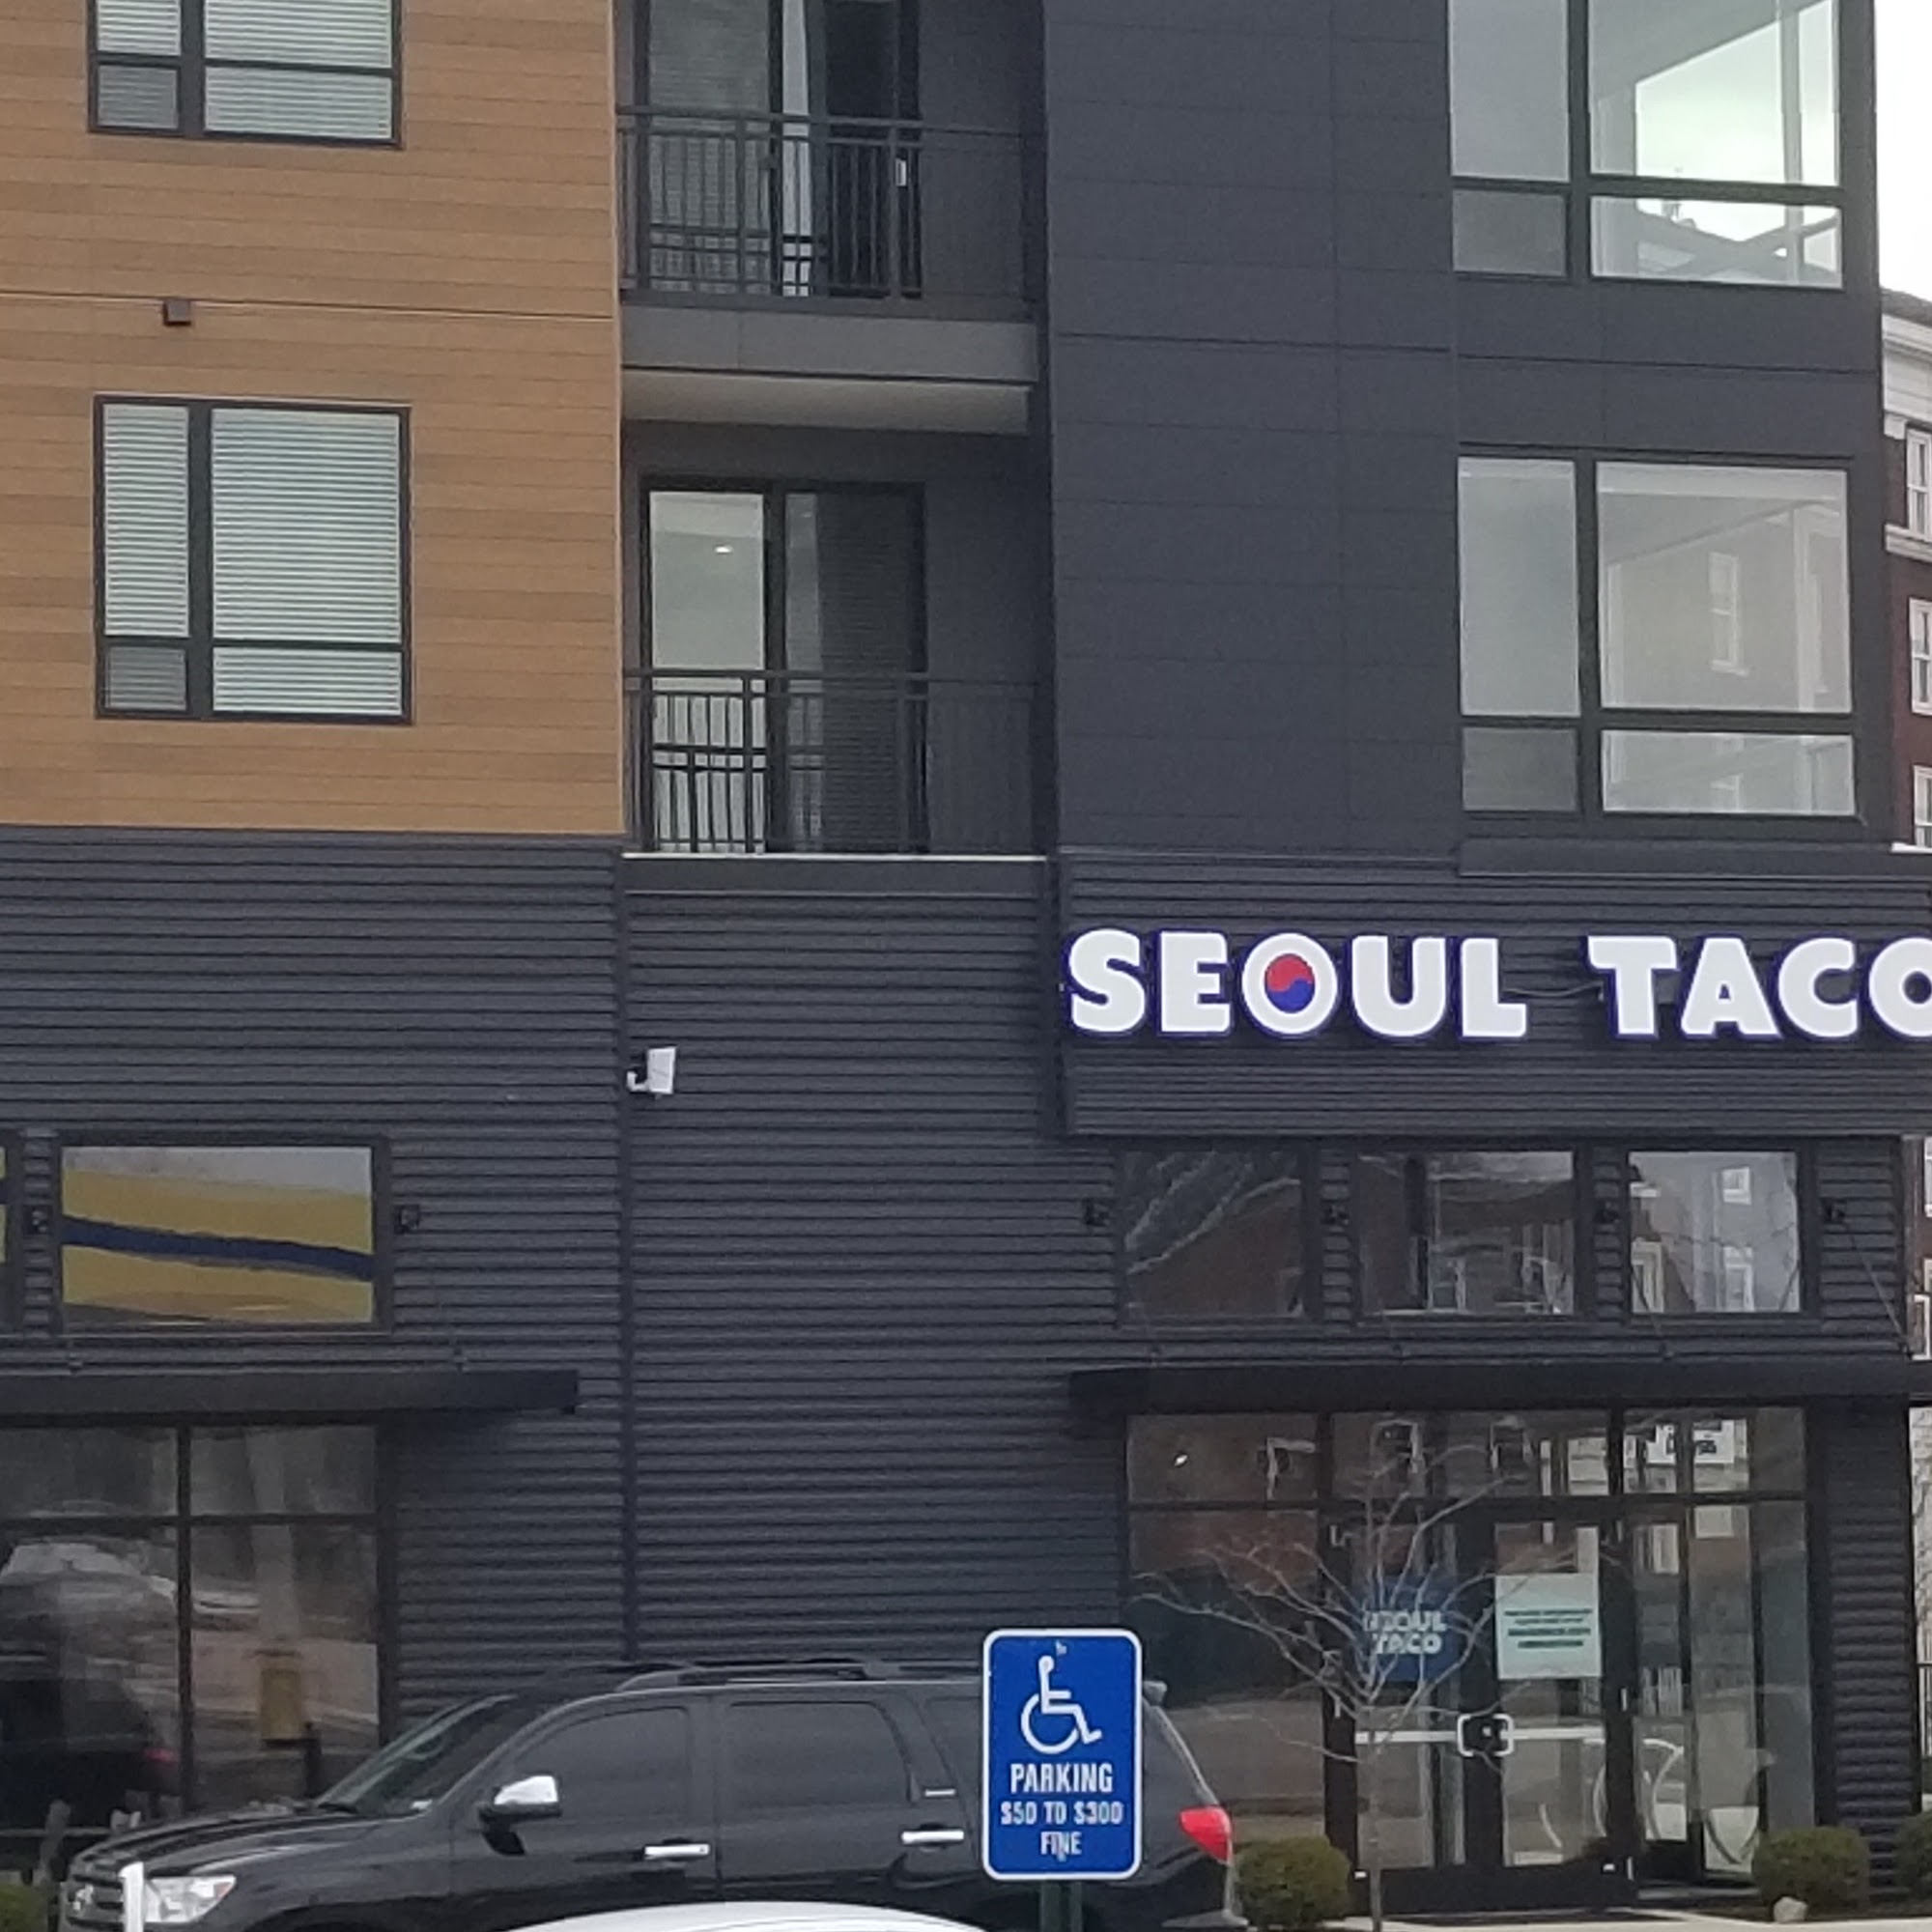 SEOUL TACO
SEOUL
TACO
PARKING
$50 TO $300
FINE